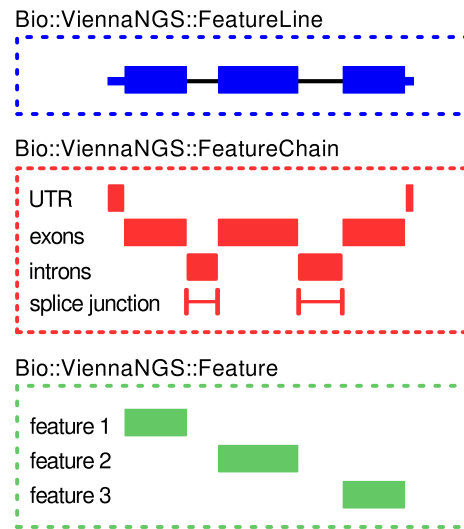 Bio::ViennaNGS::FeatureLine
Bio::ViennaNGS::FeatureChain
UTR
exons
introns
splice junction
Bio::ViennaNGS::Feature
feature 1
feature 2
feature 3